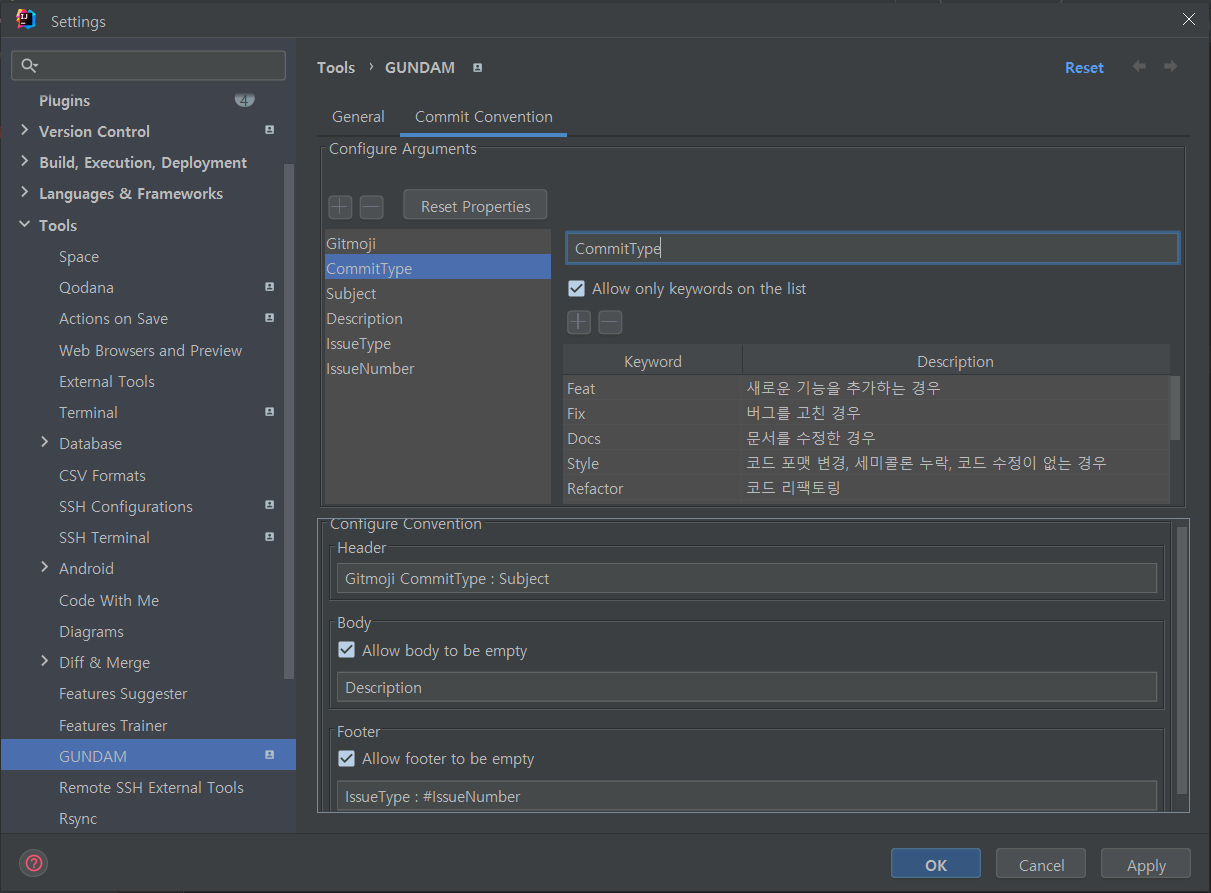 Settings
Plugins 4
Version Control
Build, Execution, Deployment
Languages & Frameworks
Tools
Space
Qodana
Actions on Save
Web Browsers and Preview
External Tools
Terminal
Database
CSV Formats
SSH Configurations
SSH Terminal
Android
Code With Me
Diagrams
Diff & Merge
Features Suggester
Features Trainer
GUNDAM
Remote SSH External Tools
Rsync
Tools › GUNDAM
Reset
General Commit Convention
Configure Arguments
Reset Properties
Gitmoji
CommitType
Subject
Description
IssueType
IssueNumber
CommitType
Allow only keywords on the list
Keyword Description
Feat 새로운 기능을 추가하는 경우
Fix 버그를 고친 경우
Docs 문서를 수정한 경우
Style 코드 포맷 변경, 세미콜론 누락, 코드 수정이 없는 경우
Refactor 코드 리팩토링
Configure Convention
Header
Gitmoji CommitType : Subject
Body
Allow body to be empty
Description
Footer
Allow footer to be empty
IssueType : #IssueNumber
?
OK Cancel Apply